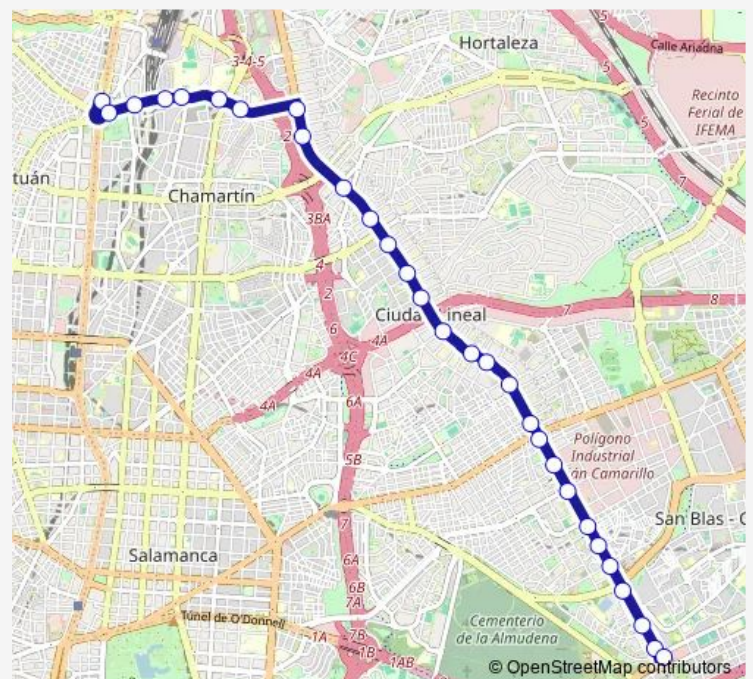 Hortaleza
Calle Ariadna
5
3-4-5
5
Recinto
Ferial de
IFEMA
5
2
tuán
7
Chamartín
3BA
4
2
7
8
Ciuda
ineal
6
4A
4C
4A
4A
6A
Polígono
Industrial
án Camarillo
5B
San Blas - C
7
Salamanca
6A
6B
7A
Túnel de O'Donnell
Cementerio
de la Almudena
1A
7B
1B
1AB
© OpenStreetMap contributors